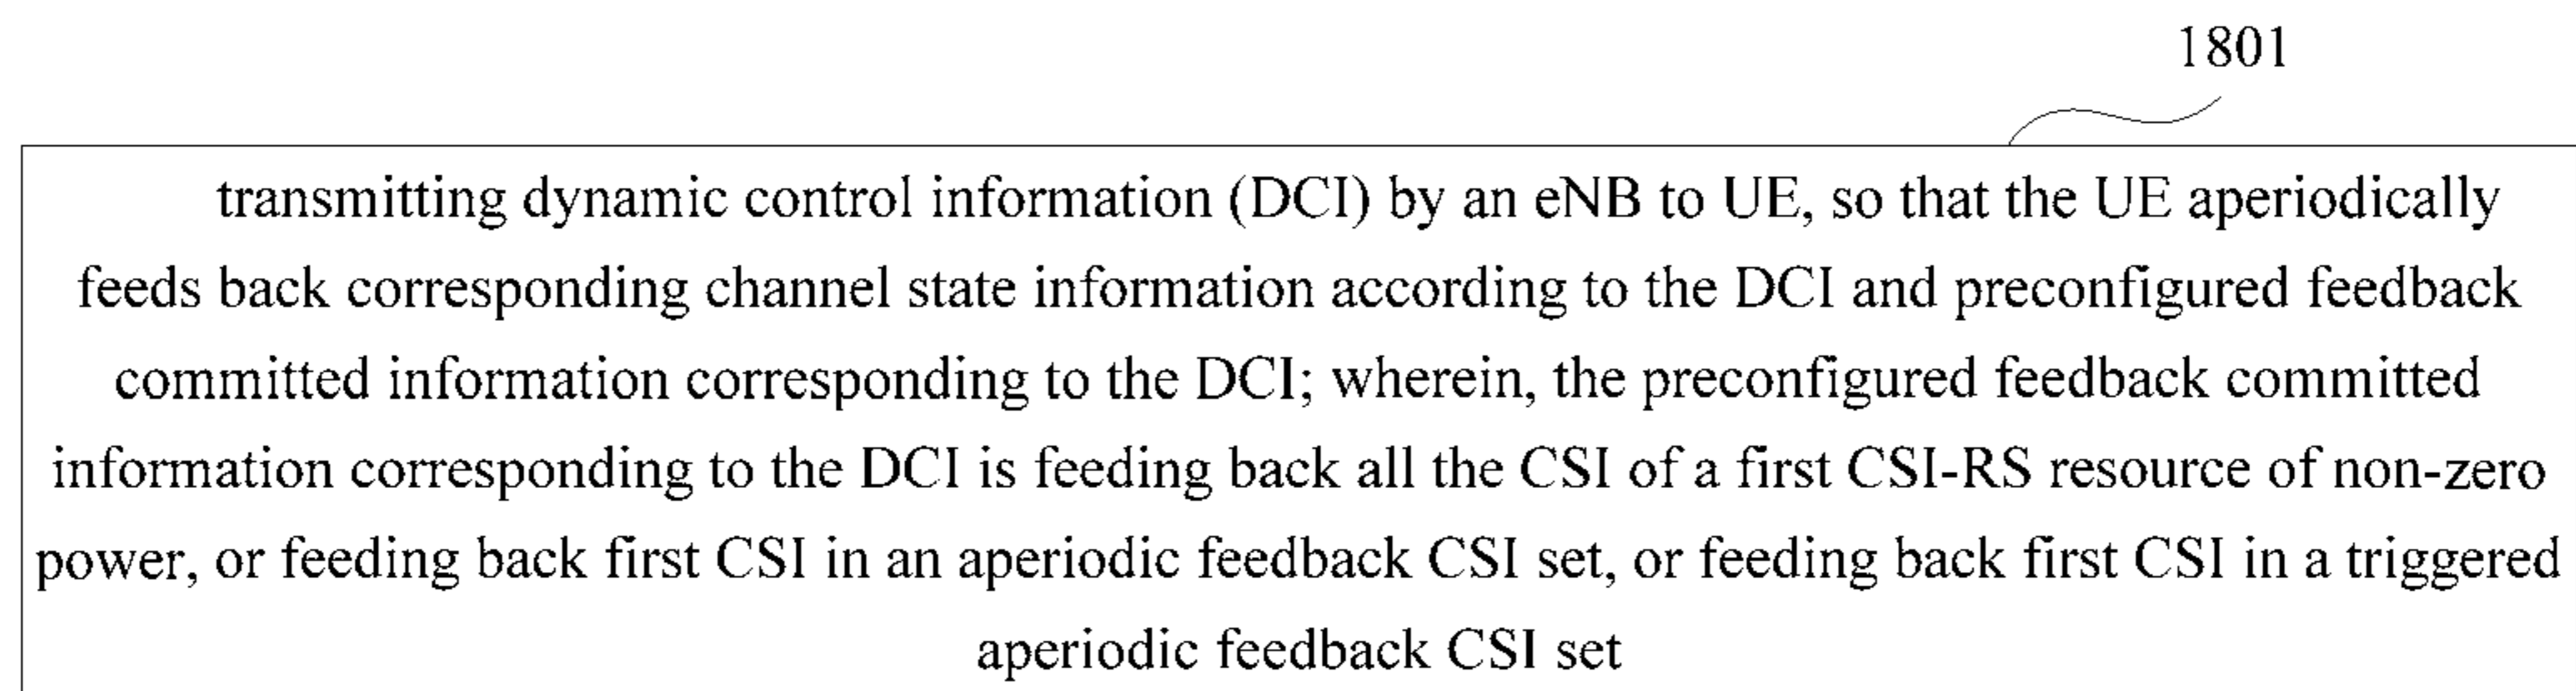 1801
transmitting dynamic control information (DCI) by an eNB to UE, so that the UE aperiodically
feeds back corresponding channel state information according to the DCI and preconfigured feedback
committed information corresponding to the DCI; wherein, the preconfigured feedback committed
information corresponding to the DCI is feeding back all the CSI of a first CSI-RS resource of non-zero
power, or feeding back first CSI in an aperiodic feedback CSI set, or feeding back first CSI in a triggered
aperiodic feedback CSI set